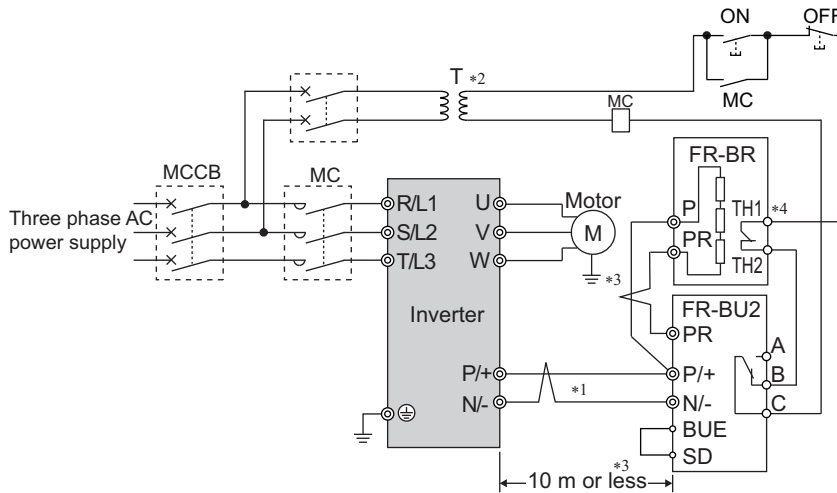 ON
OFF
T *2
MC
MC
FR-BR
MCCB
MC
P
TH1
*4
PR
TH2
Three phase AC
power supply
R/L1
S/L2
T/L3
U
V
W
Motor
M
*3
Inverter
FR-BU2
PR
A
P/+
P/+
B
*1
N/-
N/-
C
BUE
SD
10 m or less *3